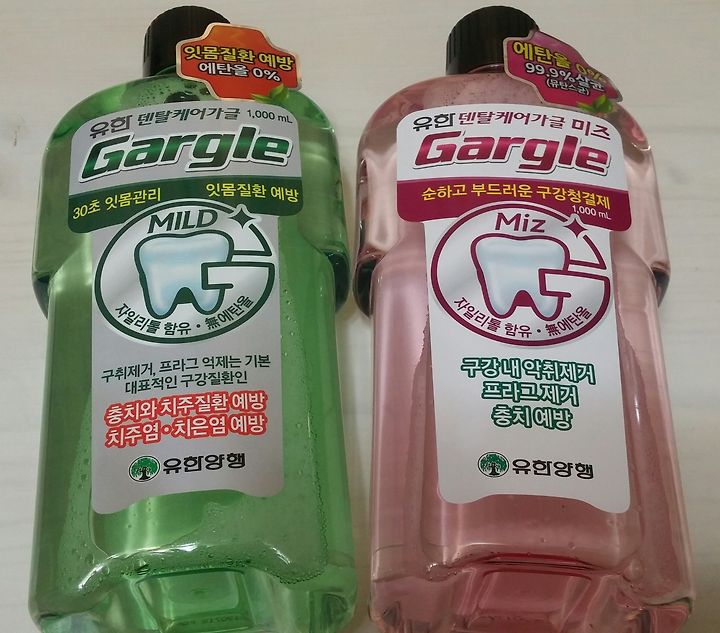 잇몸질환 예방
에탄올 0%
유한 덴탈케어가글 1,000 mL
Gargle
30초 잇몸관리 잇몸질환 예방
MILD
자일리톨 함유 · 無에탄올
구취제거, 프라그 억제는 기본
대표적인 구강질환인
충치와 치주질환 예방
치주염 · 치은염 예방
유한양행
에탄올 0%
99.9% 살균
(뮤탄스균)
유한 덴탈케어가글 미즈
Gargle
순하고 부드러운 구강청결제
1,000 mL
Miz
자일리톨 함유 · 無에탄올
구강 내 악취제거
프라그 제거
충치 예방
유한양행